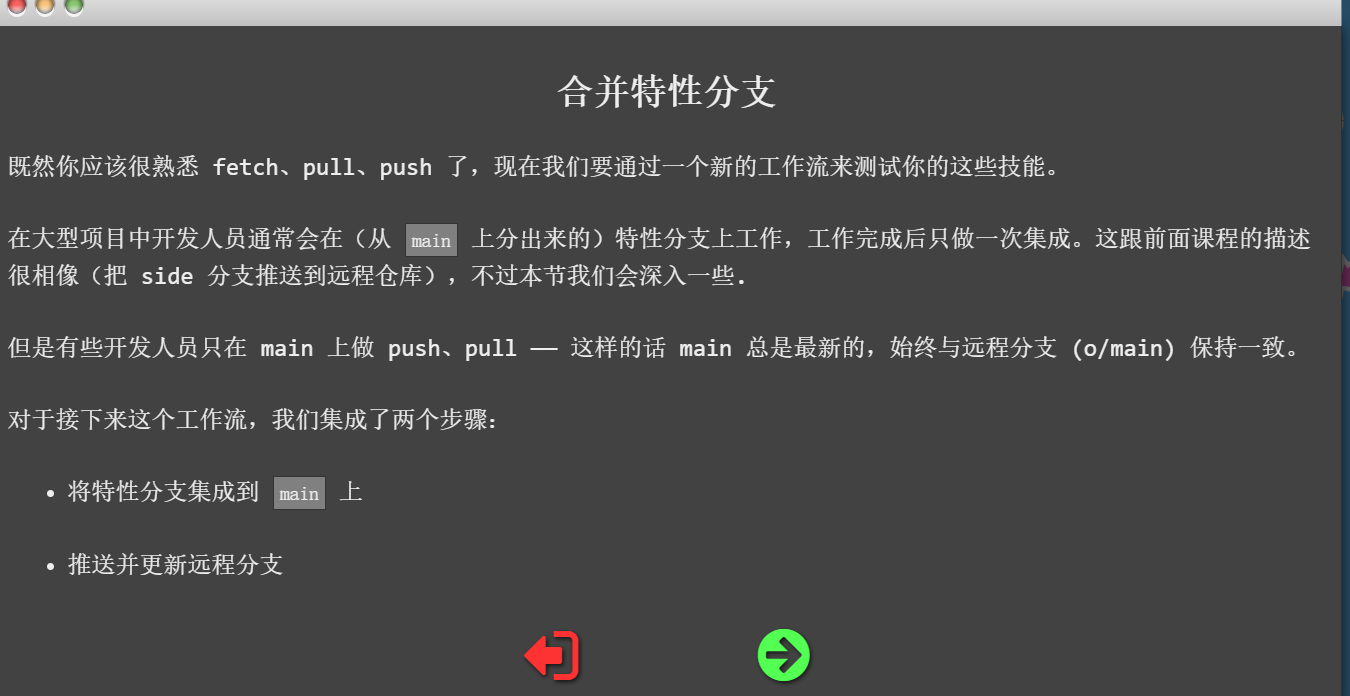 合并特性分支
既然你应该很熟悉 fetch、pull、push 了，现在我们要通过一个新的工作流来测试你的这些技能。
在大型项目中开发人员通常会在（从 main 上分出来的）特性分支上工作，工作完成后只做一次集成。这跟前面课程的描述
很相像（把 side 分支推送到远程仓库），不过本节我们会深入一些.
但是有些开发人员只在 main 上做 push、pull —— 这样的话 main 总是最新的，始终与远程分支 (o/main) 保持一致。
对于接下来这个工作流，我们集成了两个步骤：
• 将特性分支集成到 main 上
• 推送并更新远程分支